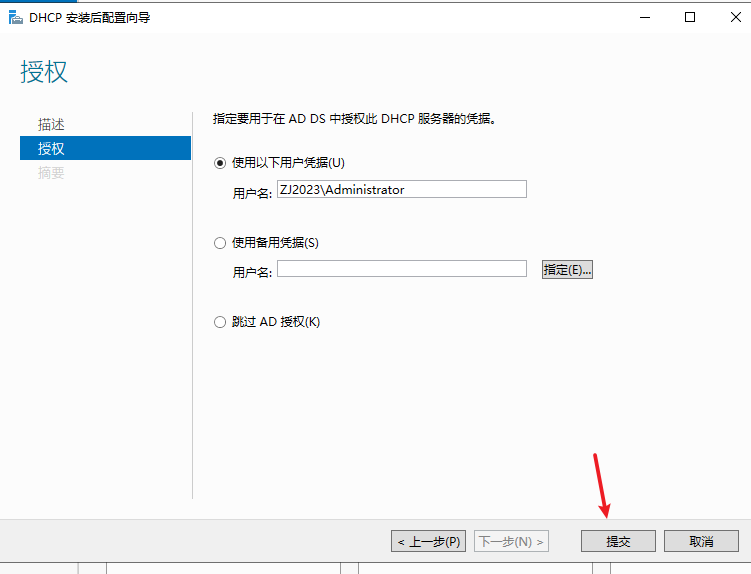 DHCP 安装后配置向导
授权
描述
授权
摘要
指定要用于在 AD DS 中授权此 DHCP 服务器的凭据。
使用以下用户凭据(U)
用户名: ZJ2023\Administrator
使用备用凭据(S)
用户名: 指定(E)...
跳过 AD 授权(K)
< 上一步(P) 下一步(N) > 提交 取消